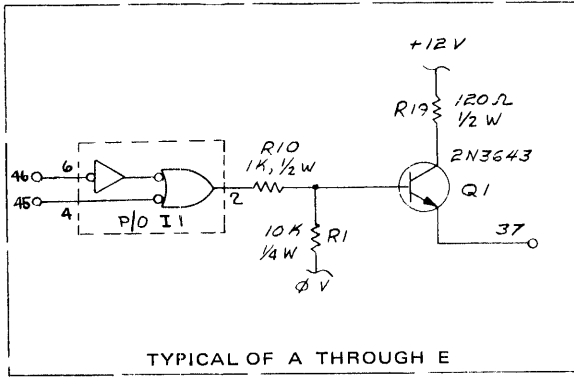 +12V
R19
120Ω
1/2 W
R10
1K, 1/2 W
2N3643
Q1
46
6
45
4
2
P/O I1
10K
1/4 W
R1
37
ØV
TYPICAL OF A THROUGH E